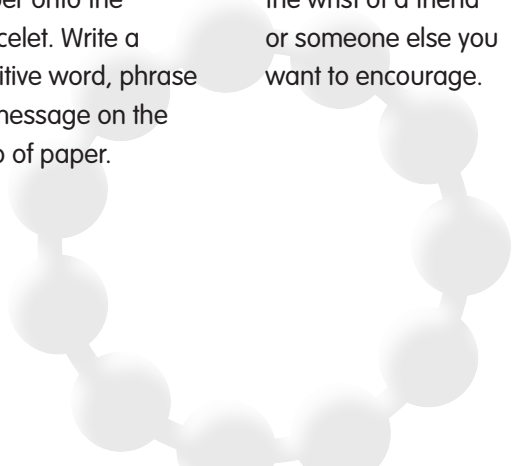 onto the
Write a
phrase
message on the
of paper.
the wrist of a friend
or someone else you
want to encourage.